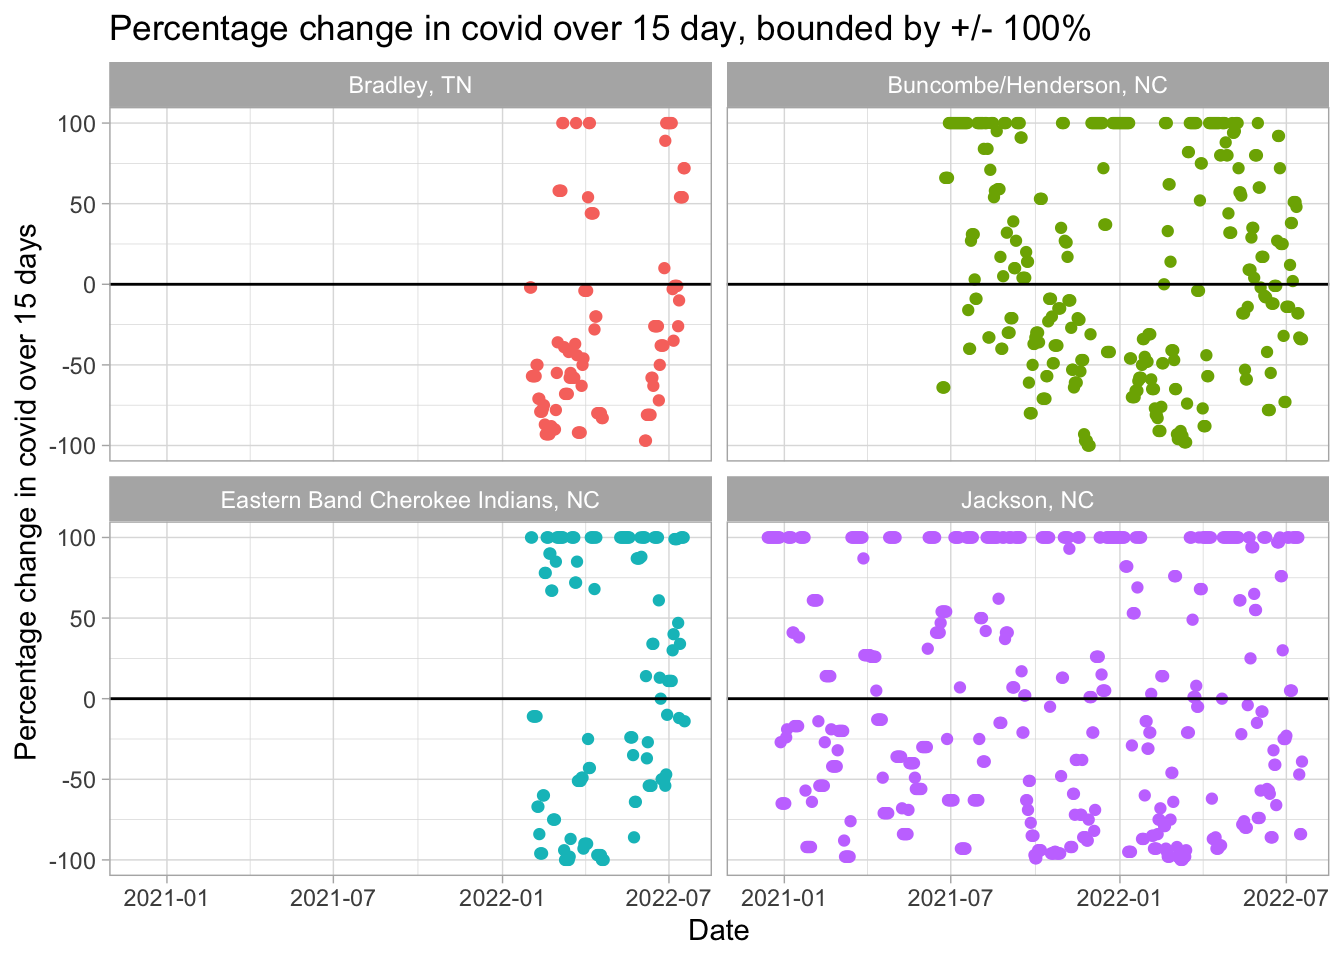 Percentage change in covid over 15 day, bounded by +/- 100%
Bradley, TN
Buncombe/Henderson, NC
100
50
0
-50
-100
Eastern Band Cherokee Indians, NC
Jackson, NC
100
50
0
-50
-100
Percentage change in covid over 15 days
2021-01
2021-07
2022-01
2022-07
2021-01
2021-07
2022-01
2022-07
Date